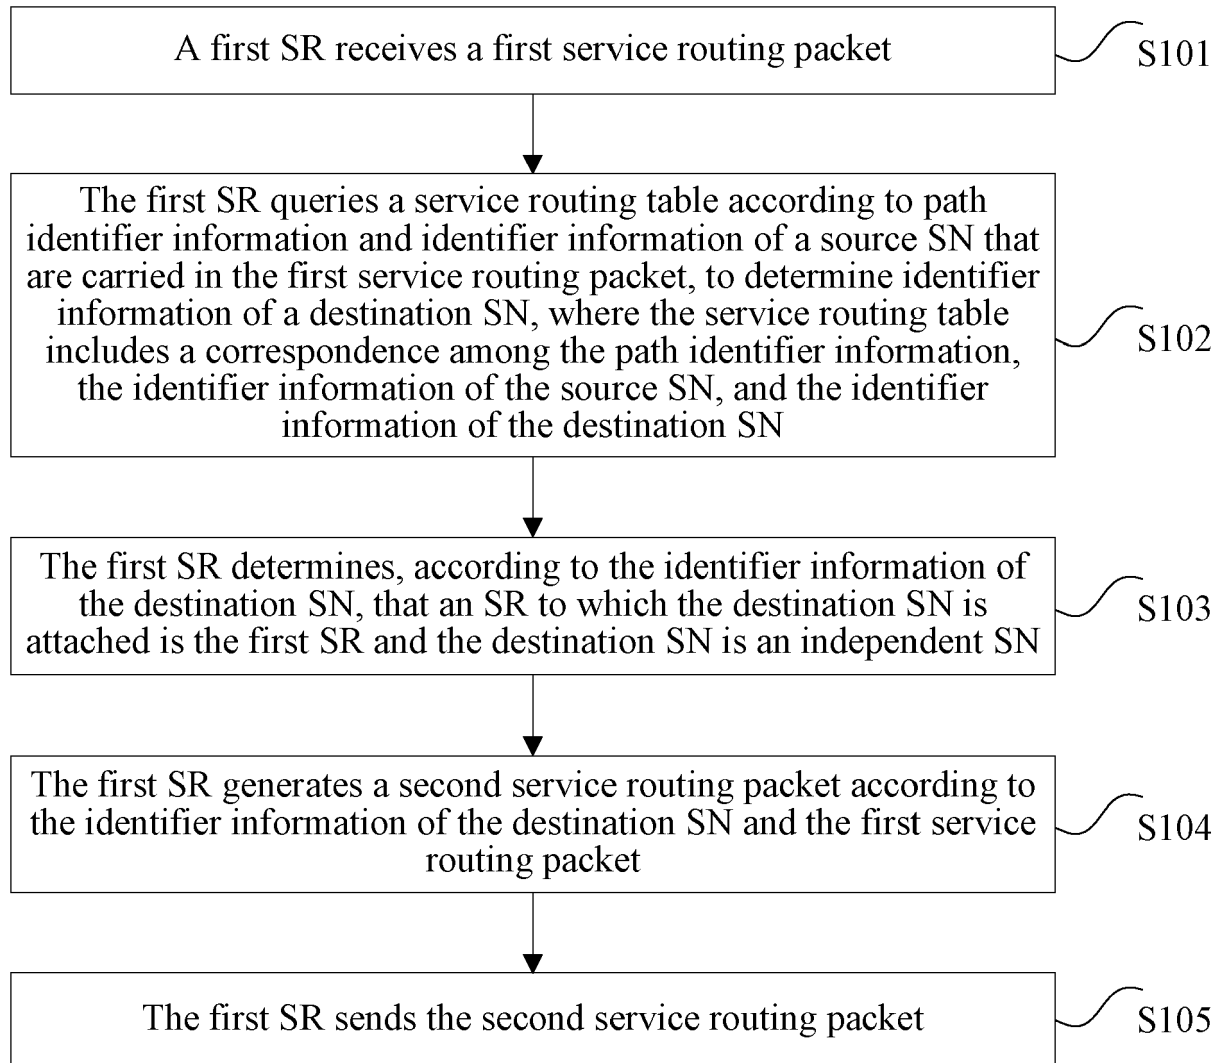 A first SR receives a first service routing packet
S101
The first SR queries a service routing table according to path
identifier information and identifier information of a source SN that
are carried in the first service routing packet, to determine identifier
information of a destination SN, where the service routing table
includes a correspondence among the path identifier information,
the identifier information of the source SN, and the identifier
information of the destination SN
S102
The first SR determines, according to the identifier information of
the destination SN, that an SR to which the destination SN is
attached is the first SR and the destination SN is an independent SN
S103
The first SR generates a second service routing packet according to
the identifier information of the destination SN and the first service
routing packet
S104
The first SR sends the second service routing packet
S105